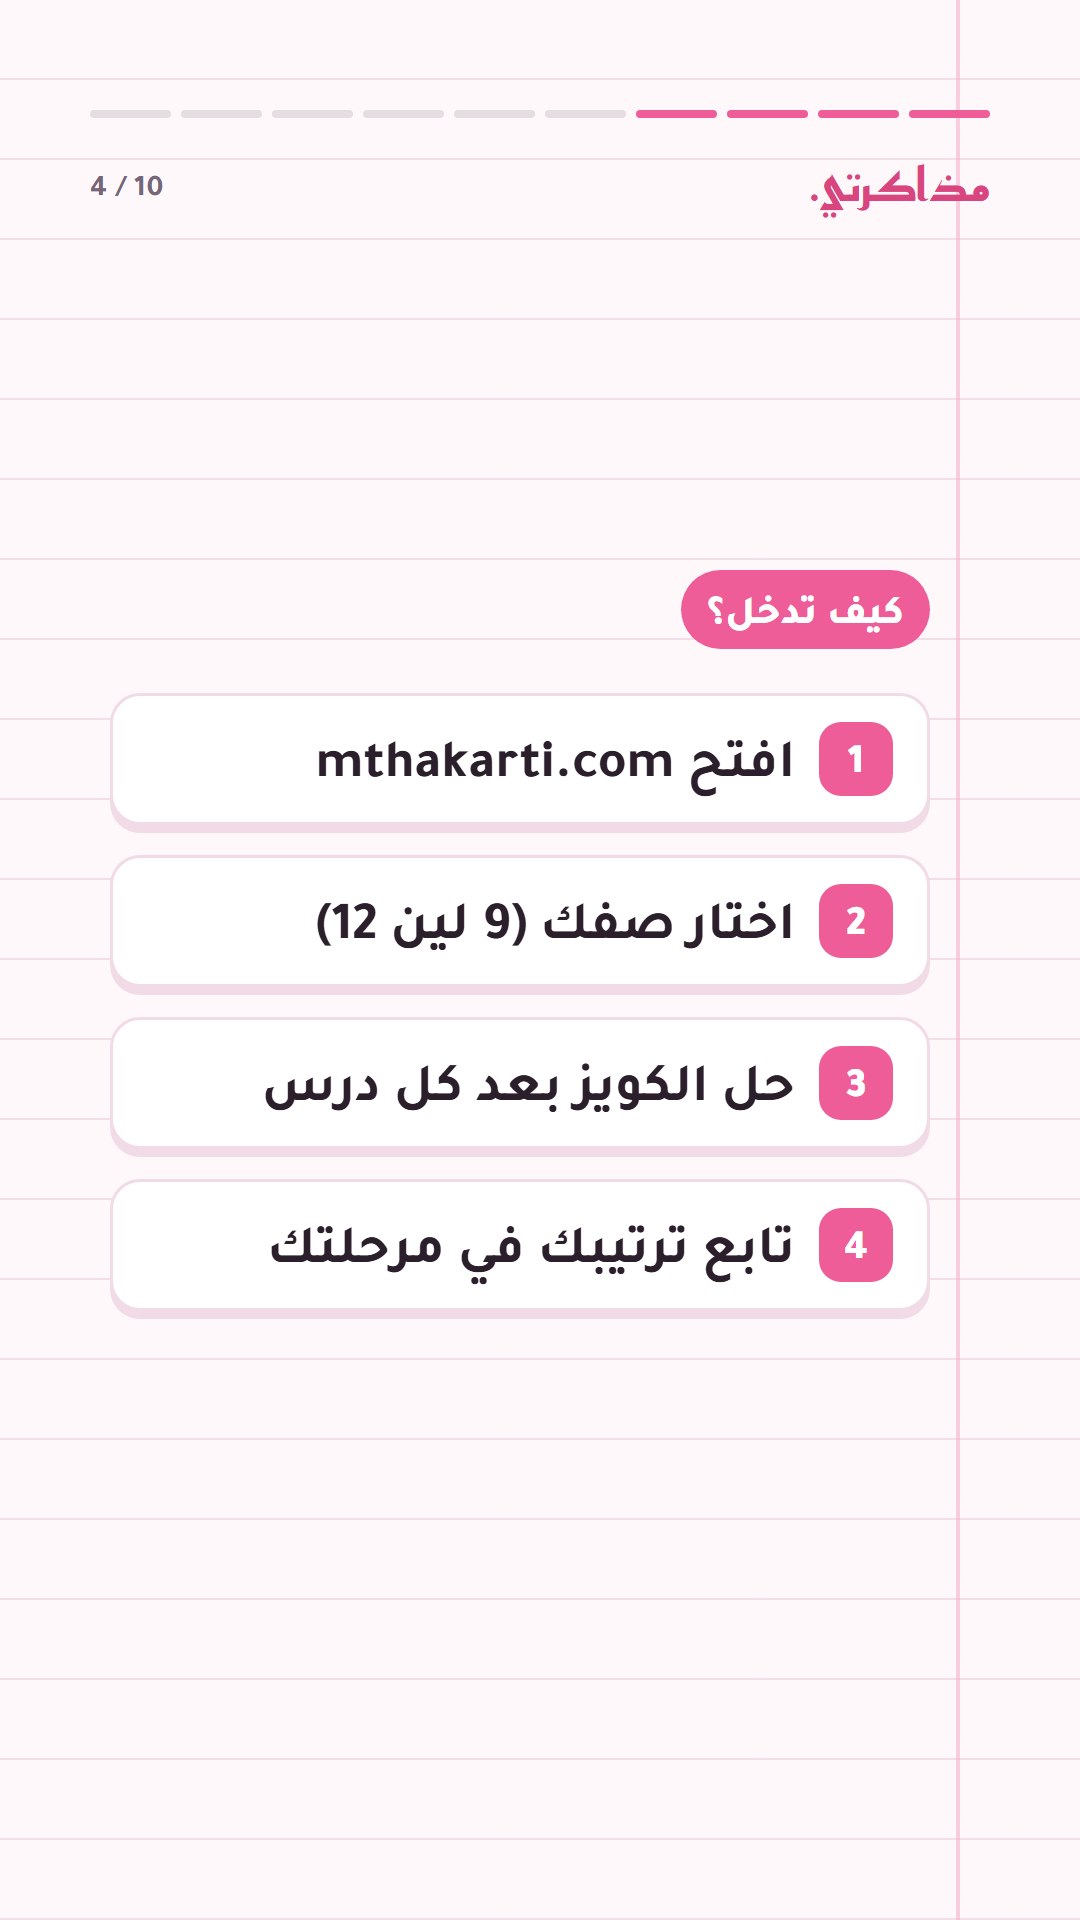 مذاكرتي.
4 / 10
كيف تدخل؟
1 افتح mthakarti.com
2 اختار صفك (9 لين 12)
3 حل الكويز بعد كل درس
4 تابع ترتيبك في مرحلتك